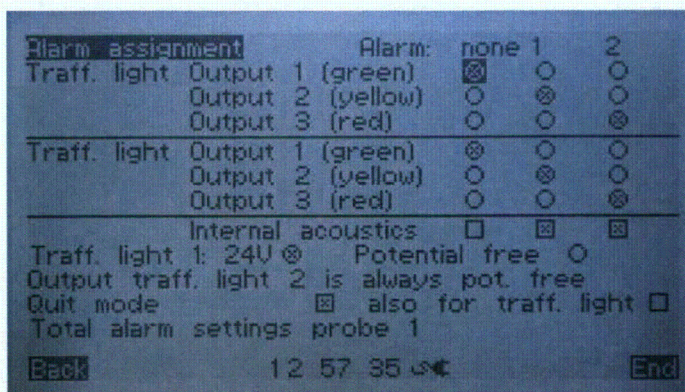 Alarm assignment Alarm: none 1 2
Traff. light Output 1 (green)
Output 2 (yellow)
Output 3 (red)
Traff. light Output 1 (green)
Output 2 (yellow)
Output 3 (red)
Internal acoustics
Traff. light 1: 24V Potential free
Output traff. light 2 is always pot. free
Quit mode also for traff. light
Total alarm settings probe 1
Back 12 57 35 End